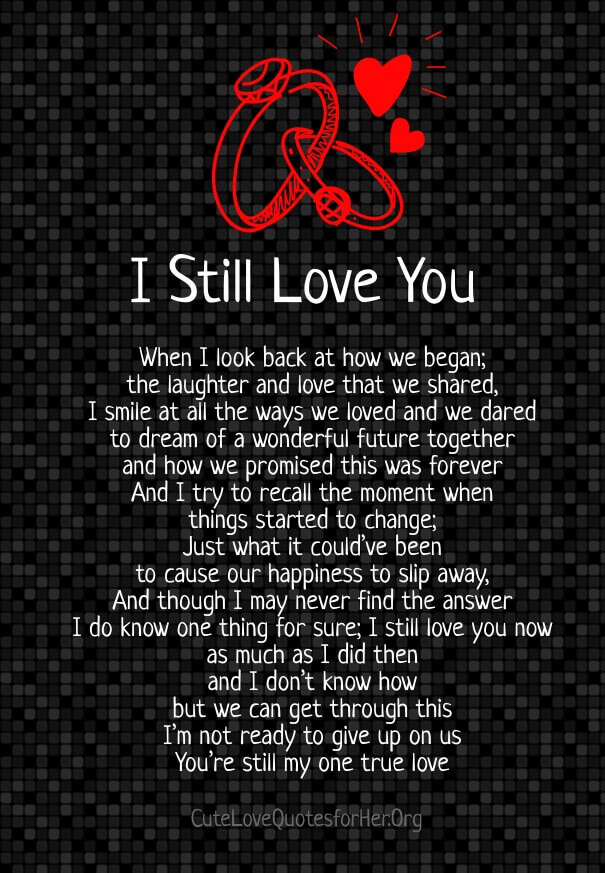 I Still Love You
When I look back at how we began;
the laughter and love that we shared,
I smile at all the ways we loved and we dared
to dream of a wonderful future together
and how we promised this was forever
And I try to recall the moment when
things started to change;
Just what it could've been
to cause our happiness to slip away,
And though I may never find the answer
I do know one thing for sure; I still love you now
as much as I did then
and I don't know how
but we can get through this
I'm not ready to give up on us
You're still my one true love
CuteLoveQuotesforHer.Org